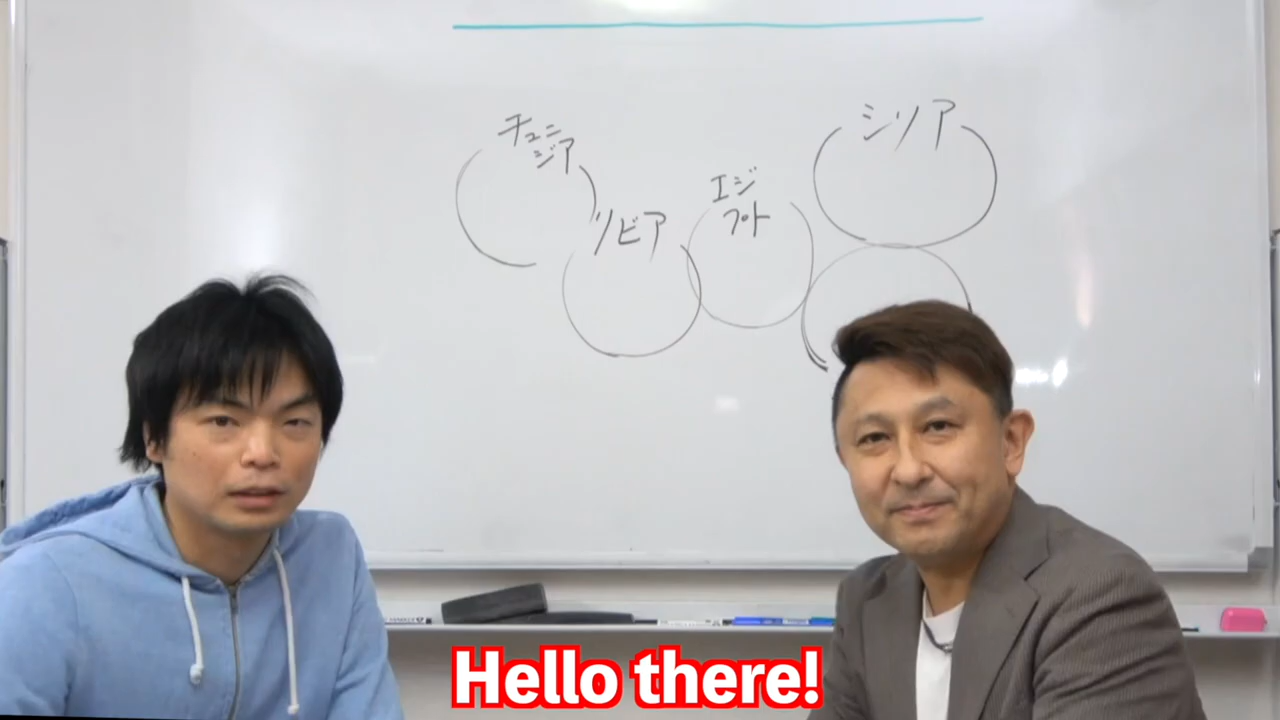 チュニ
ジア
リビア
エジ
プト
シリア
Hello there!